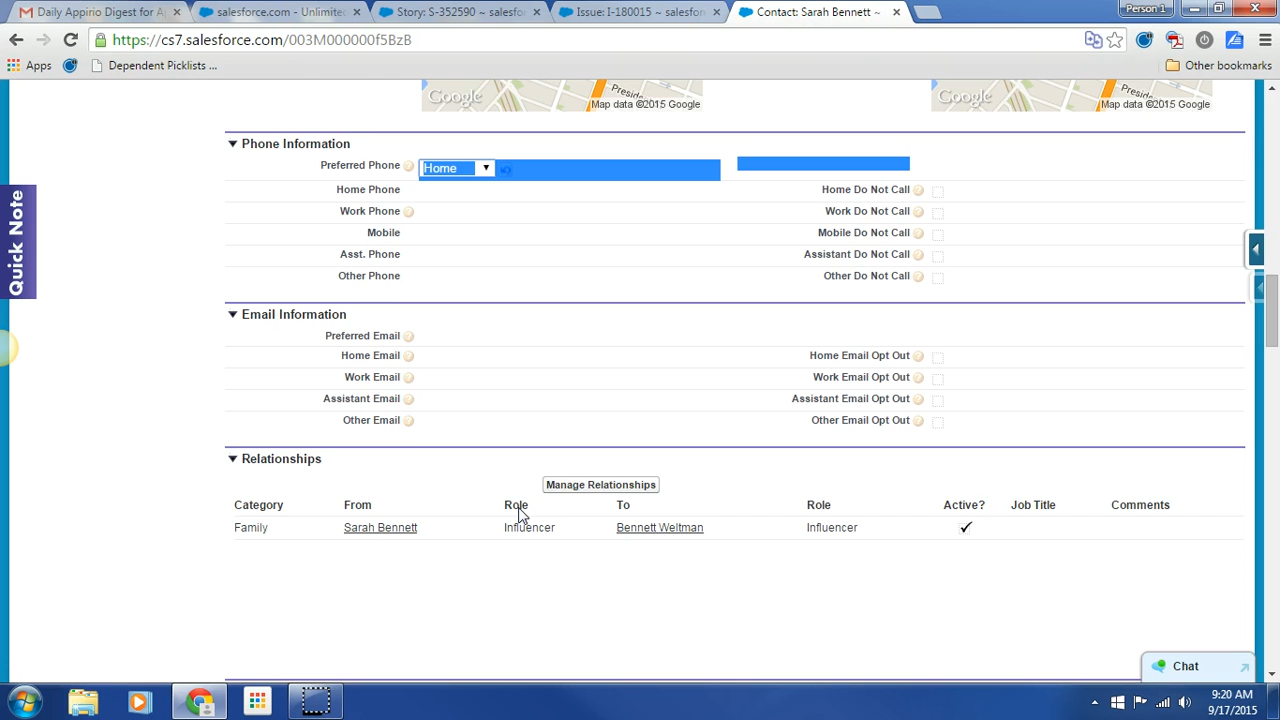 Daily Appirio Digest for Ap
salesforce.com - Unlimited
Story: S-352590 ~ salesfor
Issue: I-180015 ~ salesforc
Contact: Sarah Bennett ~
Person 1
https://cs7.salesforce.com/003M000000f5BzB
Apps
Dependent Picklists ...
Other bookmarks
Google
Presid
Map data ©2015 Google
Google
Presid
Map data ©2015 Google
Quick Note
Phone Information
Preferred Phone ? Home
Home Phone Home Do Not Call ?
Work Phone ? Work Do Not Call ?
Mobile Mobile Do Not Call ?
Asst. Phone Assistant Do Not Call ?
Other Phone Other Do Not Call ?
Email Information
Preferred Email ?
Home Email ? Home Email Opt Out ?
Work Email ? Work Email Opt Out ?
Assistant Email ? Assistant Email Opt Out ?
Other Email ? Other Email Opt Out ?
Relationships
Manage Relationships
Category From Role To Role Active? Job Title Comments
Family Sarah Bennett Influencer Bennett Weltman Influencer
Chat
9:20 AM
9/17/2015